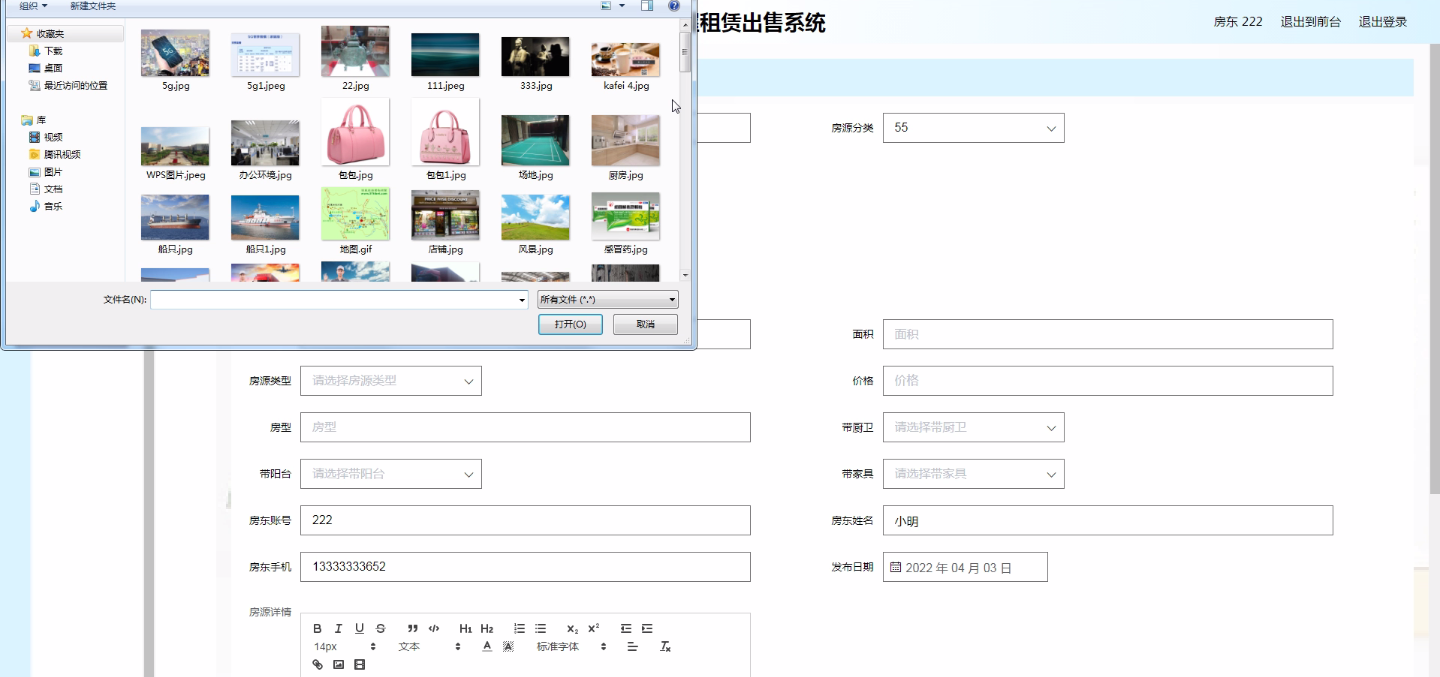 组织 新建文件夹
租赁出售系统
房东 222 退出到前台 退出登录
收藏夹
下载
桌面
最近访问的位置
库
视频
腾讯视频
图片
文档
音乐
5g.jpg 5g1.jpeg 22.jpg 111.jpeg 333.jpg kafei 4.jpg
WPS图片.jpeg 办公环境.jpg 包包.jpg 包包1.jpg 场地.jpg 厨房.jpg
船只.jpg 船只1.jpg 地图.gif 店铺.jpg 风景.jpg 感冒药.jpg
文件名(N): 所有文件 (*.*)
打开(O) 取消
房源分类 55
面积 面积
房源类型 请选择房源类型 价格 价格
房型 房型 带厨卫 请选择带厨卫
带阳台 请选择带阳台 带家具 请选择带家具
房东账号 222 房东姓名 小明
房东手机 13333333652 发布日期 2022 年 04 月 03 日
房源详情
B I U S H1 H2 X2 X2
14px 文本 A 标准字体